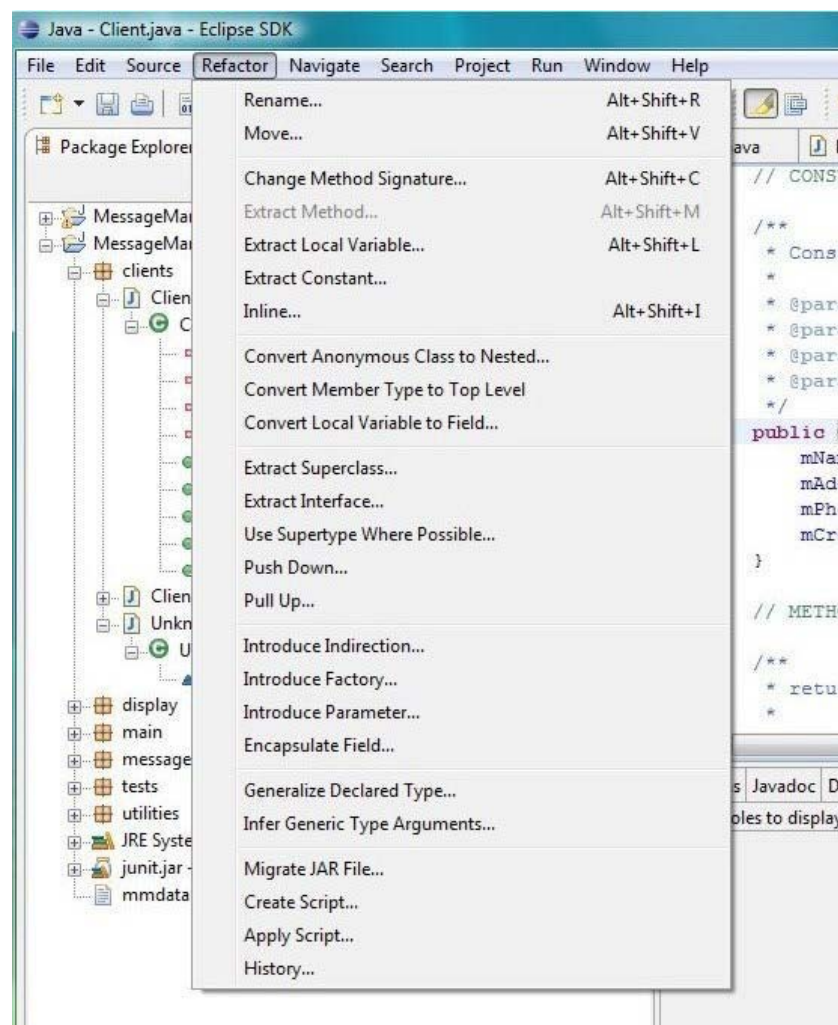 Java - Client.java - Eclipse SDK
File Edit Source Refactor Navigate Search Project Run Window Help
Package Explorer
MessageMa
MessageMa
clients
Clien
C
Clien
Unkn
U
display
main
message
tests
utilities
JRE Syste
junit.jar -
mmdata
Rename... Alt+Shift+R
Move... Alt+Shift+V
Change Method Signature... Alt+Shift+C
Extract Method... Alt+Shift+M
Extract Local Variable... Alt+Shift+L
Extract Constant...
Inline... Alt+Shift+I
Convert Anonymous Class to Nested...
Convert Member Type to Top Level
Convert Local Variable to Field...
Extract Superclass...
Extract Interface...
Use Supertype Where Possible...
Push Down...
Pull Up...
Introduce Indirection...
Introduce Factory...
Introduce Parameter...
Encapsulate Field...
Generalize Declared Type...
Infer Generic Type Arguments...
Migrate JAR File...
Create Script...
Apply Script...
History...
ava
// CONS
/**
* Cons
*
* @par
* @par
* @par
* @par
*/
public
mNa
mAd
mPh
mCr
}
// METH
/**
* retu
*
s Javadoc D
oles to display